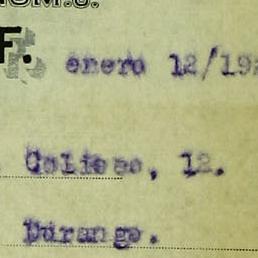 F.
enero 12/19
Coliseo, 12.
Durango.